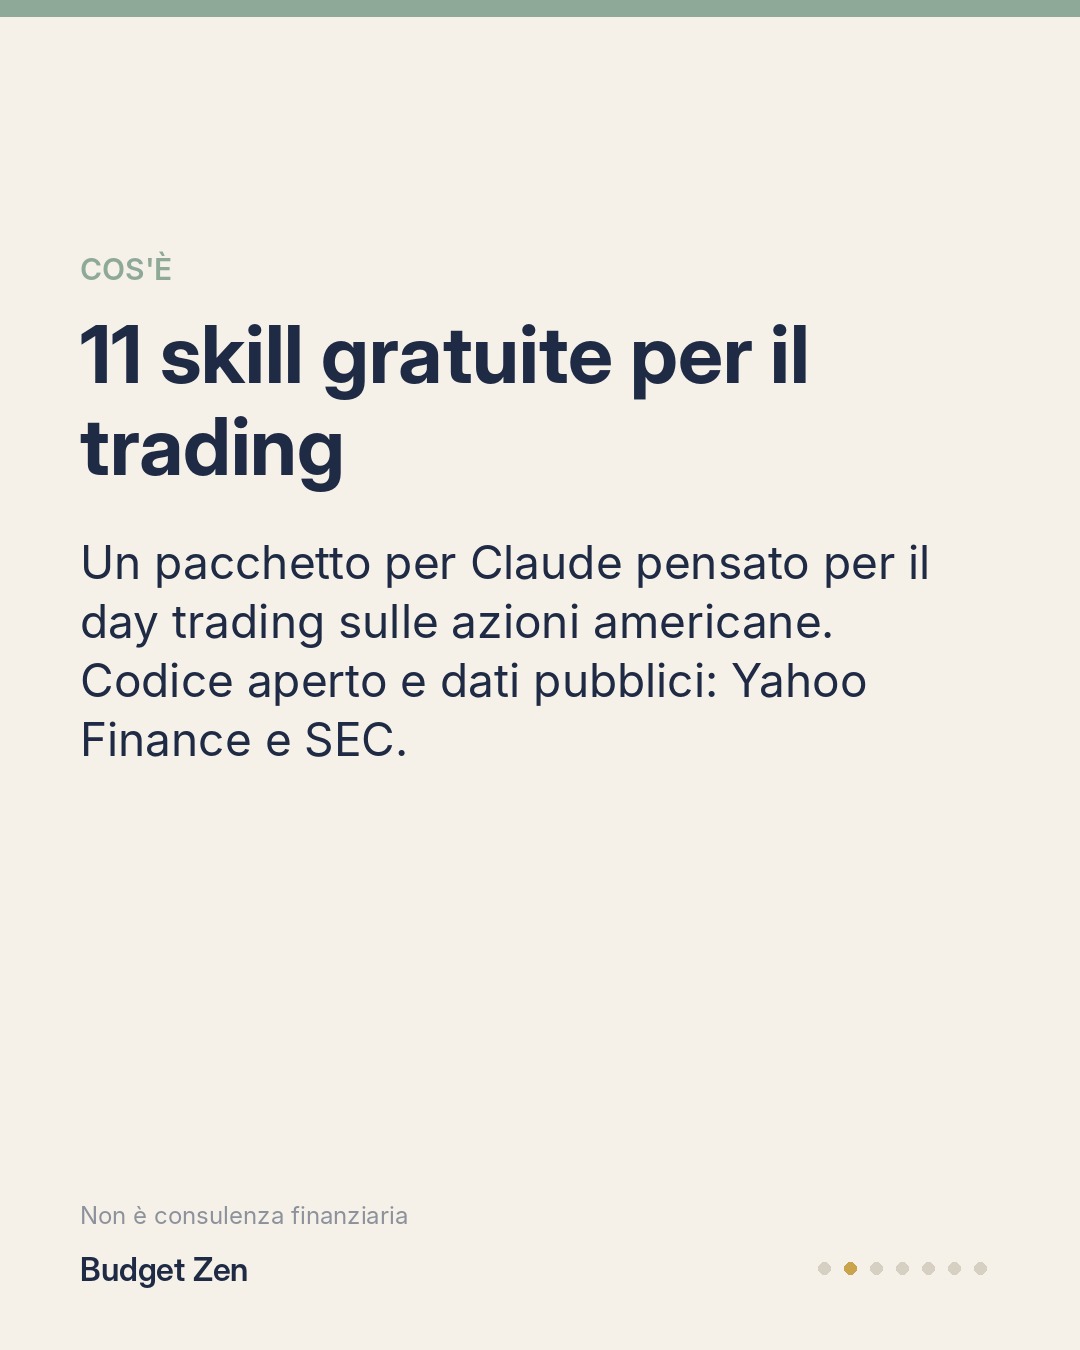 COS'È
11 skill gratuite per il
trading
Un pacchetto per Claude pensato per il
day trading sulle azioni americane.
Codice aperto e dati pubblici: Yahoo
Finance e SEC.
Non è consulenza finanziaria
Budget Zen